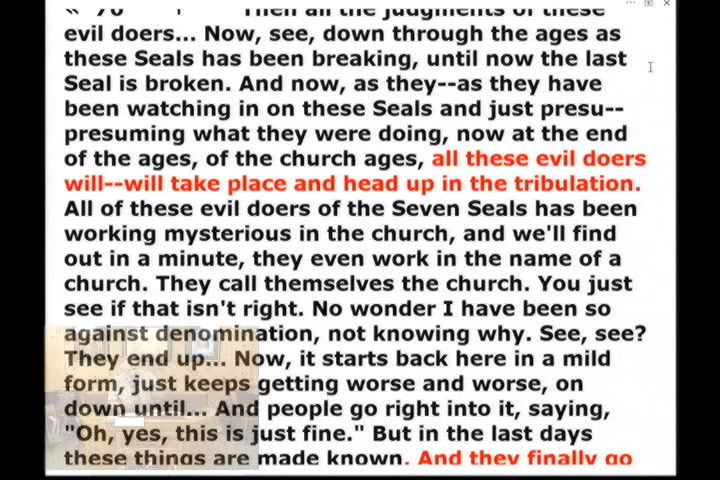 « 70 ' Then all the judgments of these
evil doers... Now, see, down through the ages as
these Seals has been breaking, until now the last
Seal is broken. And now, as they--as they have
been watching in on these Seals and just presu--
presuming what they were doing, now at the end
of the ages, of the church ages, all these evil doers
will--will take place and head up in the tribulation.
All of these evil doers of the Seven Seals has been
working mysterious in the church, and we'll find
out in a minute, they even work in the name of a
church. They call themselves the church. You just
see if that isn't right. No wonder I have been so
against denomination, not knowing why. See, see?
They end up... Now, it starts back here in a mild
form, just keeps getting worse and worse, on
down until... And people go right into it, saying,
"Oh, yes, this is just fine." But in the last days
these things are made known. And they finally go